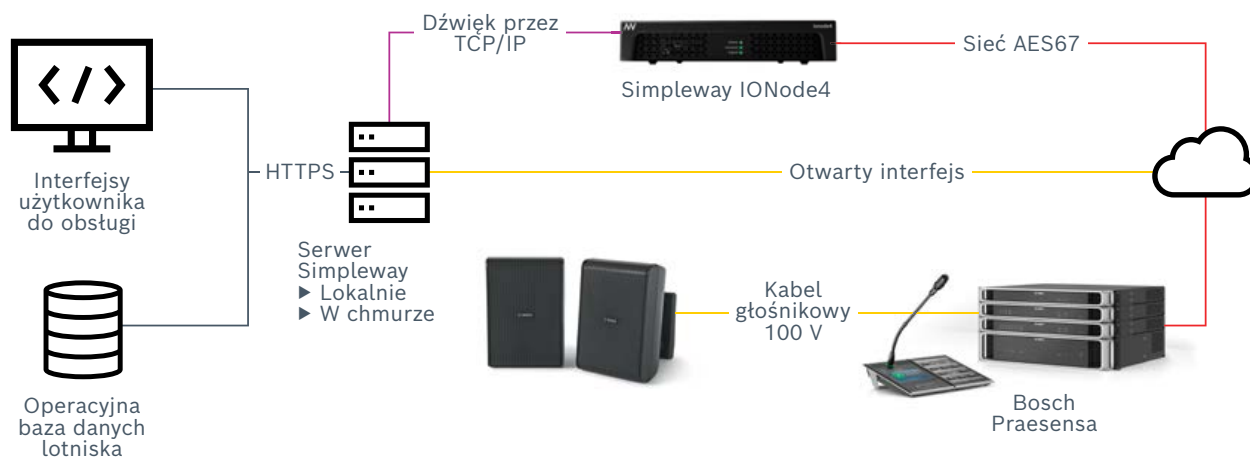 Dźwięk przez
TCP/IP
Sieć AES67
Simpleway IONode4
</>
HTTPS
Otwarty interfejs
Interfejsy
użytkownika
do obsługi
Serwer
Simpleway
▶ Lokalnie
▶ W chmurze
Kabel
głośnikowy
100 V
Operacyjna
baza danych
lotniska
Bosch
Praesensa